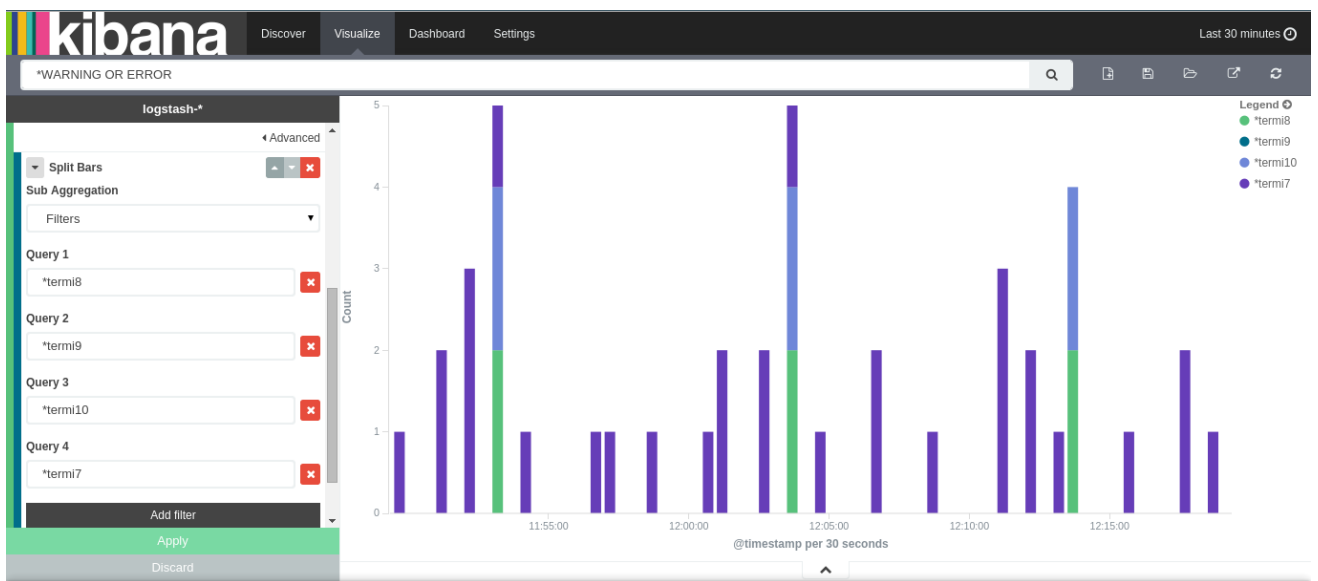 kibana
Discover Visualize Dashboard Settings Last 30 minutes
*WARNING OR ERROR
logstash-*
Advanced
Split Bars
Sub Aggregation
Filters
Query 1
*termi8
Query 2
*termi9
Query 3
*termi10
Query 4
*termi7
Add filter
Apply
Discard
Count
5
4
3
2
1
0
11:55:00 12:00:00 12:05:00 12:10:00 12:15:00
@timestamp per 30 seconds
Legend
*termi8
*termi9
*termi10
*termi7